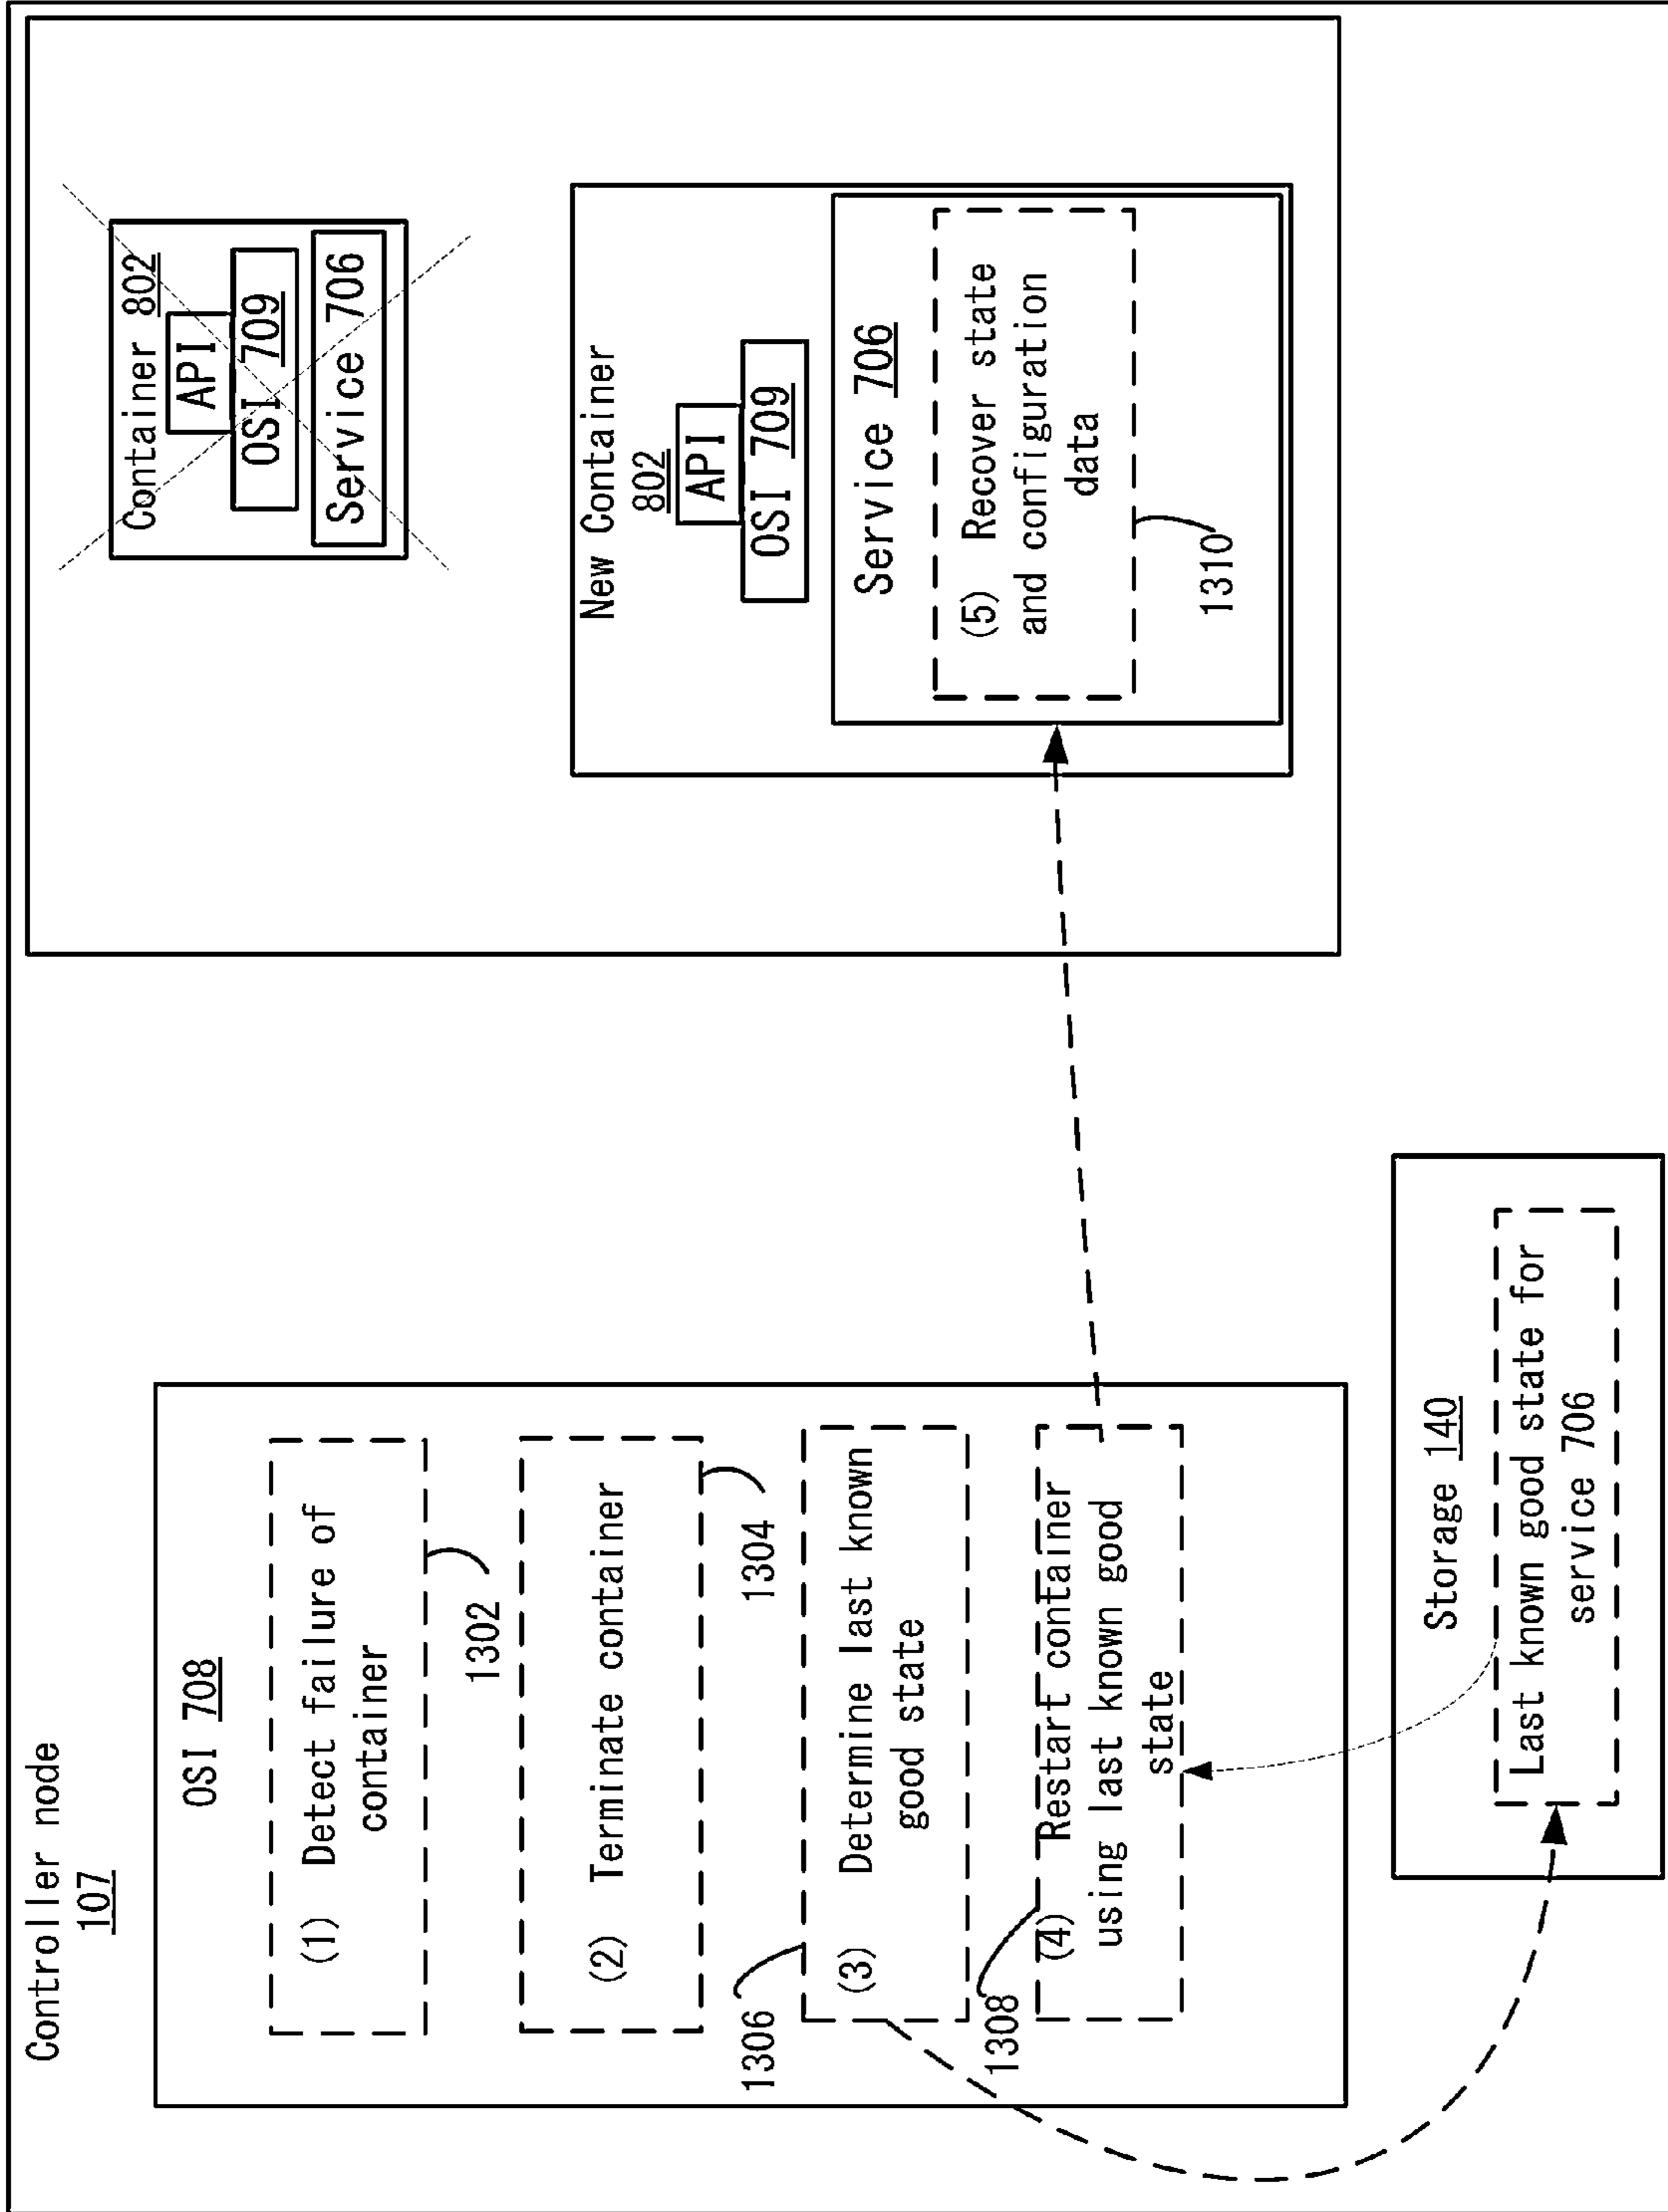 Controller node
107
OSI 708
(1) Detect failure of
container
1302
(2) Terminate container
1304
1306
(3) Determine last known
good state
1308
(4) Restart container
using last known good
state
Storage 140
Last known good state for
service 706
Container 802
API
OSI 709
Service 706
New Container
802
API
OSI 709
Service 706
(5) Recover state
and configuration
data
1310